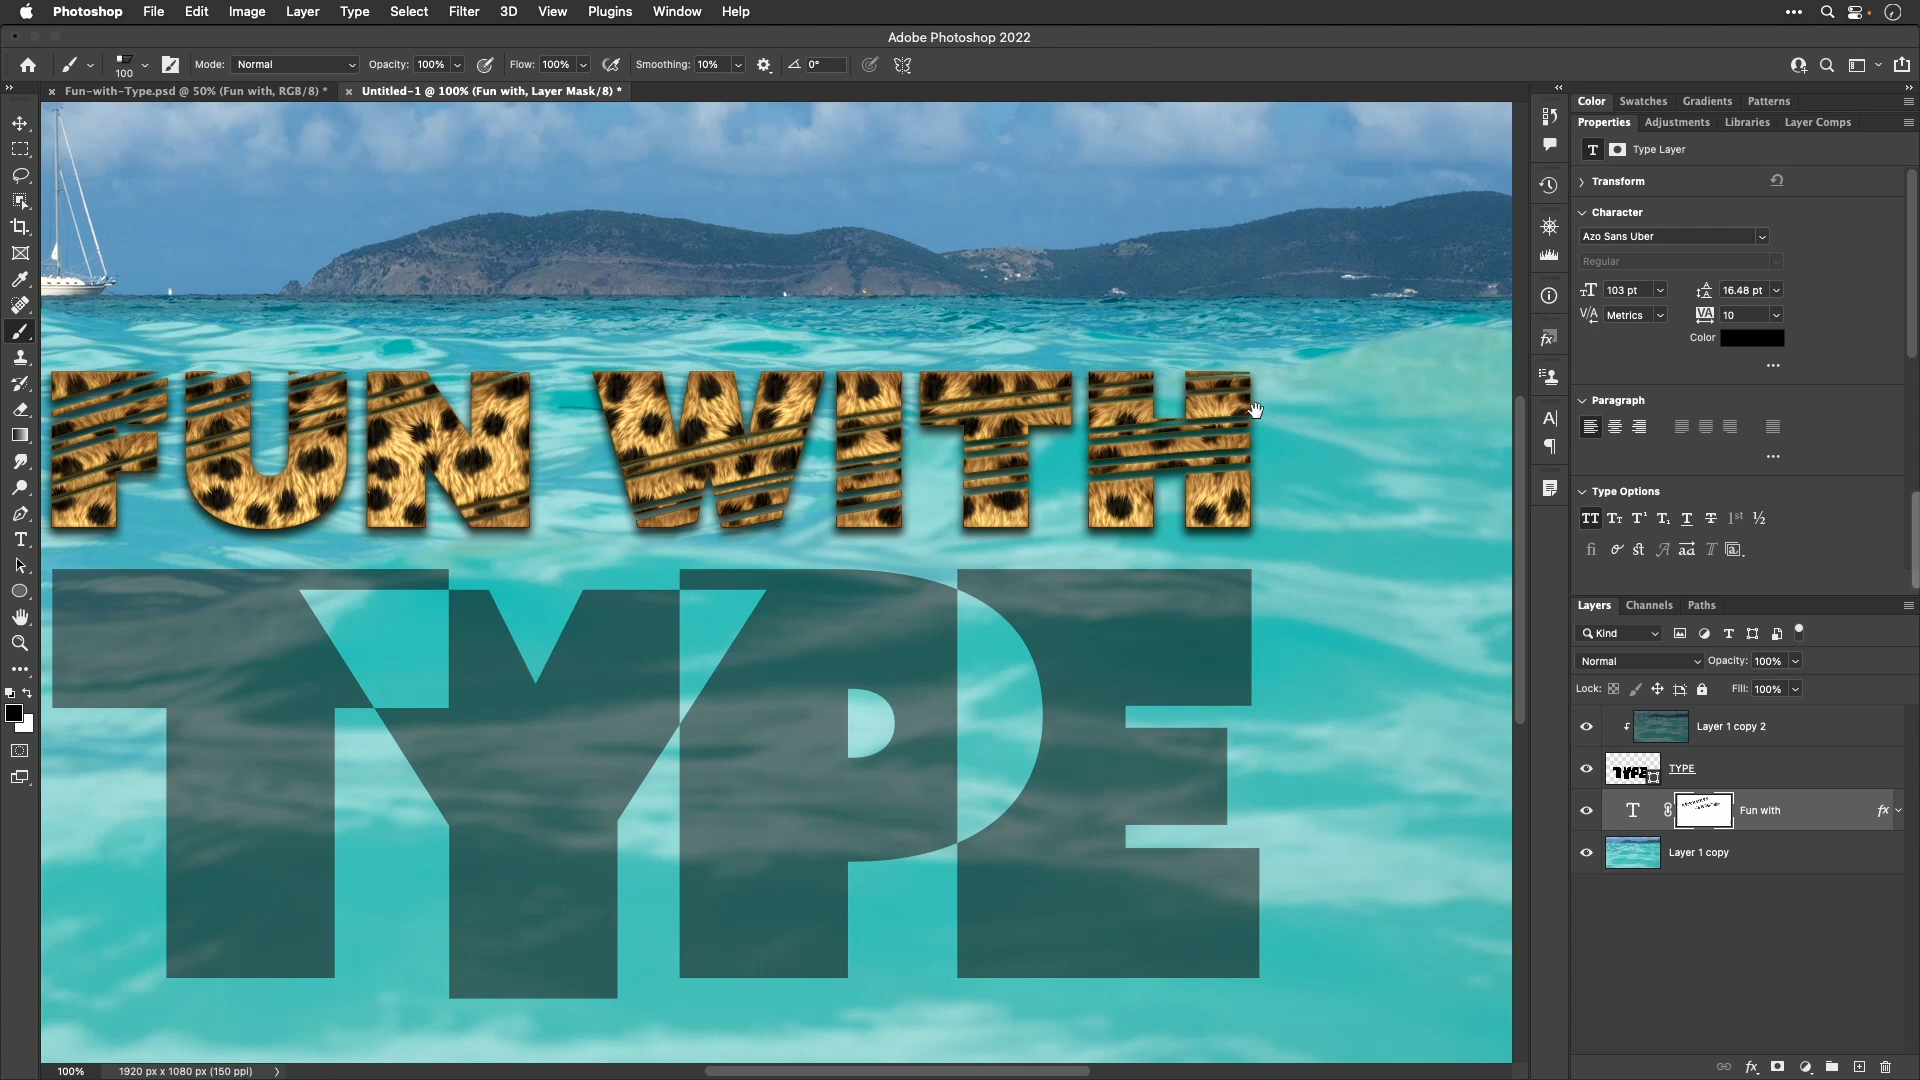 Photoshop File Edit Image Layer Type Select Filter 3D View Plugins Window Help
Adobe Photoshop 2022
100 Mode: Normal Opacity: 100% Flow: 100% Smoothing: 10% 0°
Fun-with-Type.psd @ 50% (Fun with, RGB/8) * Untitled-1 @ 100% (Fun with, Layer Mask/8) *
Color Swatches Gradients Patterns
Properties Adjustments Libraries Layer Comps
Type Layer
Transform
Character
Azo Sans Uber
Regular
103 pt 16.48 pt
Metrics 10
Color
Paragraph
Type Options
FUN WITH
TYPE
Layers Channels Paths
Kind
Normal Opacity: 100%
Lock: Fill: 100%
Layer 1 copy 2
TYPE
Fun with fx
Layer 1 copy
100% 1920 px x 1080 px (150 ppi)